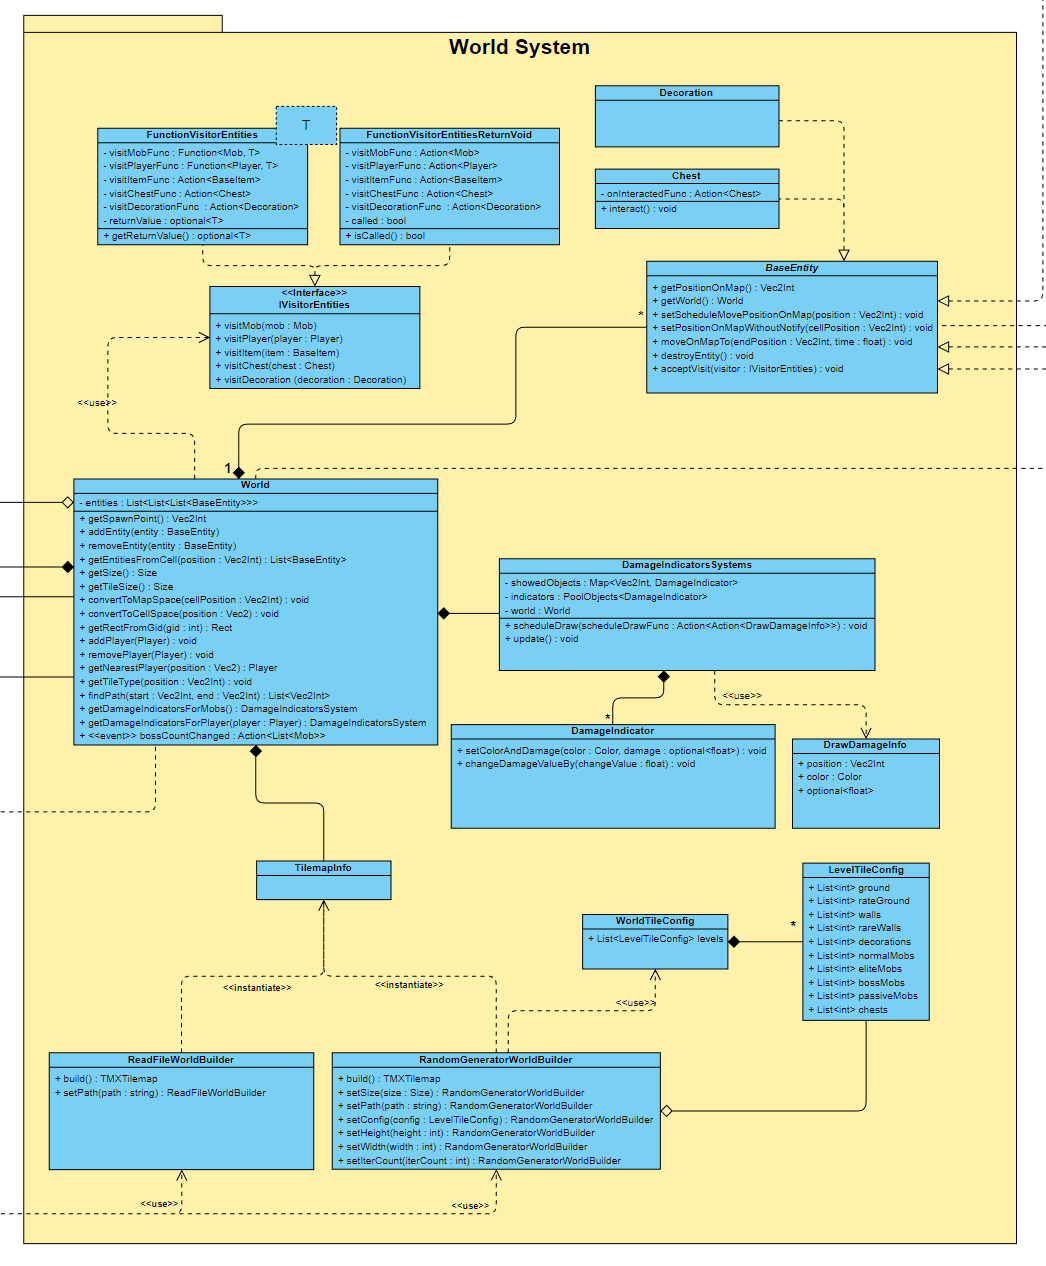 World System
T
FunctionVisitorEntities
- visitMobFunc : Function<Mob, T>
- visitPlayerFunc : Function<Player, T>
- visitItemFunc : Action<BaseItem>
- visitChestFunc : Action<Chest>
- visitDecorationFunc : Action<Decoration>
- returnValue : optional<T>
+ getReturnValue() : optional<T>
FunctionVisitorEntitiesReturnVoid
- visitMobFunc : Action<Mob>
- visitPlayerFunc : Action<Player>
- visitItemFunc : Action<BaseItem>
- visitChestFunc : Action<Chest>
- visitDecorationFunc : Action<Decoration>
- called : bool
+ isCalled() : bool
Decoration
Chest
- onInteractedFunc : Action<Chest>
+ interact() : void
<<Interface>>
IVisitorEntities
+ visitMob(mob : Mob)
+ visitPlayer(player : Player)
+ visitItem(item : BaseItem)
+ visitChest(chest : Chest)
+ visitDecoration (decoration : Decoration)
BaseEntity
+ getPositionOnMap() : Vec2Int
+ getWorld() : World
+ setScheduleMovePositionOnMap(position : Vec2Int) : void
+ setPositionOnMapWithoutNotify(cellPosition : Vec2Int) : void
+ moveOnMapTo(endPosition : Vec2Int, time : float) : void
+ destroyEntity() : void
+ acceptVisit(visitor : IVisitorEntities) : void
*
<<use>>
1
World
- entities : List<List<List<BaseEntity>>>
+ getSpawnPoint() : Vec2Int
+ addEntity(entity : BaseEntity)
+ removeEntity(entity : BaseEntity)
+ getEntitiesFromCell(position : Vec2Int) : List<BaseEntity>
+ getSize() : Size
+ getTileSize() : Size
+ convertToMapSpace(cellPosition : Vec2Int) : void
+ convertToCellSpace(position : Vec2) : void
+ getRectFromGid(gid : int) : Rect
+ addPlayer(Player) : void
+ removePlayer(Player) : void
+ getNearestPlayer(position : Vec2) : Player
+ getTileType(position : Vec2Int) : void
+ findPath(start : Vec2Int, end : Vec2Int) : List<Vec2Int>
+ getDamageIndicatorsForMobs() : DamageIndicatorsSystem
+ getDamageIndicatorsForPlayer(player : Player) : DamageIndicatorsSystem
+ <<event>> bossCountChanged : Action<List<Mob>>
DamageIndicatorsSystems
- showedObjects : Map<Vec2Int, DamageIndicator>
- indicators : PoolObjects<DamageIndicator>
- world : World
+ scheduleDraw(scheduleDrawFunc : Action<Action<DrawDamageInfo>>) : void
+ update() : void
<<use>>
*
DamageIndicator
+ setColorAndDamage(color : Color, damage : optional<float>) : void
+ changeDamageValueBy(changeValue : float) : void
DrawDamageInfo
+ position : Vec2Int
+ color : Color
+ optional<float>
TilemapInfo
LevelTileConfig
+ List<int> ground
+ List<int> rateGround
+ List<int> walls
+ List<int> rareWalls
+ List<int> decorations
+ List<int> normalMobs
+ List<int> eliteMobs
+ List<int> bossMobs
+ List<int> passiveMobs
+ List<int> chests
WorldTileConfig
+ List<LevelTileConfig> levels
*
<<instantiate>>
<<instantiate>>
<<use>>
ReadFileWorldBuilder
+ build() : TMXTilemap
+ setPath(path : string) : ReadFileWorldBuilder
RandomGeneratorWorldBuilder
+ build() : TMXTilemap
+ setSize(size : Size) : RandomGeneratorWorldBuilder
+ setPath(path : string) : RandomGeneratorWorldBuilder
+ setConfig(config : LevelTileConfig) : RandomGeneratorWorldBuilder
+ setHeight(height : int) : RandomGeneratorWorldBuilder
+ setWidth(width : int) : RandomGeneratorWorldBuilder
+ setIterCount(iterCount : int) : RandomGeneratorWorldBuilder
<<use>>
<<use>>